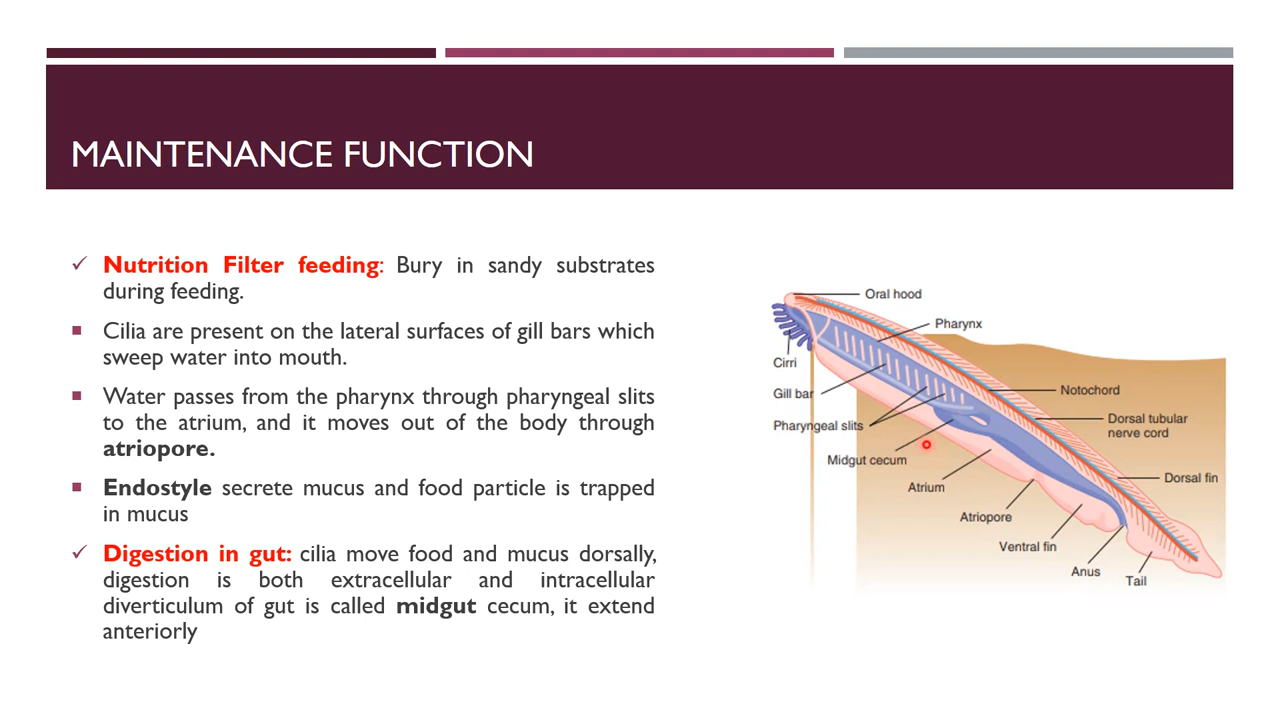 MAINTENANCE FUNCTION
✓ Nutrition Filter feeding: Bury in sandy substrates
during feeding.
▪ Cilia are present on the lateral surfaces of gill bars which
sweep water into mouth.
▪ Water passes from the pharynx through pharyngeal slits
to the atrium, and it moves out of the body through
atriopore.
▪ Endostyle secrete mucus and food particle is trapped
in mucus
✓ Digestion in gut: cilia move food and mucus dorsally,
digestion is both extracellular and intracellular
diverticulum of gut is called midgut cecum, it extend
anteriorly
Oral hood
Pharynx
Cirri
Gill bar
Notochord
Pharyngeal slits
Dorsal tubular
nerve cord
Midgut cecum
Dorsal fin
Atrium
Atriopore
Ventral fin
Anus
Tail